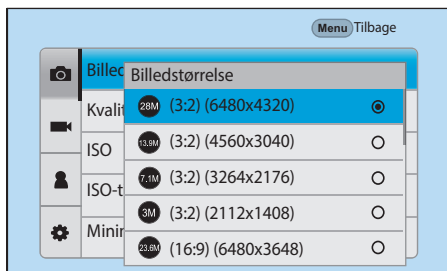 Menu Tilbage
Billed
Billedstørrelse
Kvalit
28M (3:2) (6480x4320)
13.9M (3:2) (4560x3040)
ISO
7.1M (3:2) (3264x2176)
ISO-t
3M (3:2) (2112x1408)
Minin
23.6M (16:9) (6480x3648)